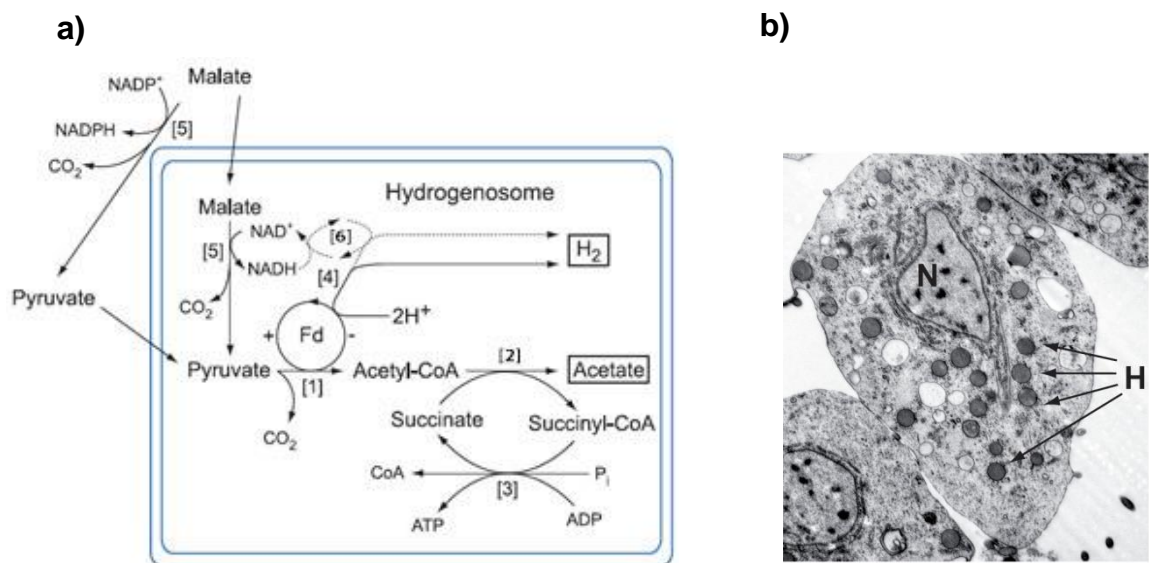 a)
b)
NADP⁺
Malate
NADPH
[5]
CO₂
Hydrogenosome
Malate
NAD⁺
[6]
[5]
NADH
[4]
H₂
CO₂
Pyruvate
+ Fd -
2H⁺
Pyruvate
[1]
Acetyl-CoA
[2]
Acetate
CO₂
Succinate
Succinyl-CoA
CoA
[3]
Pᵢ
ATP
ADP
N
H